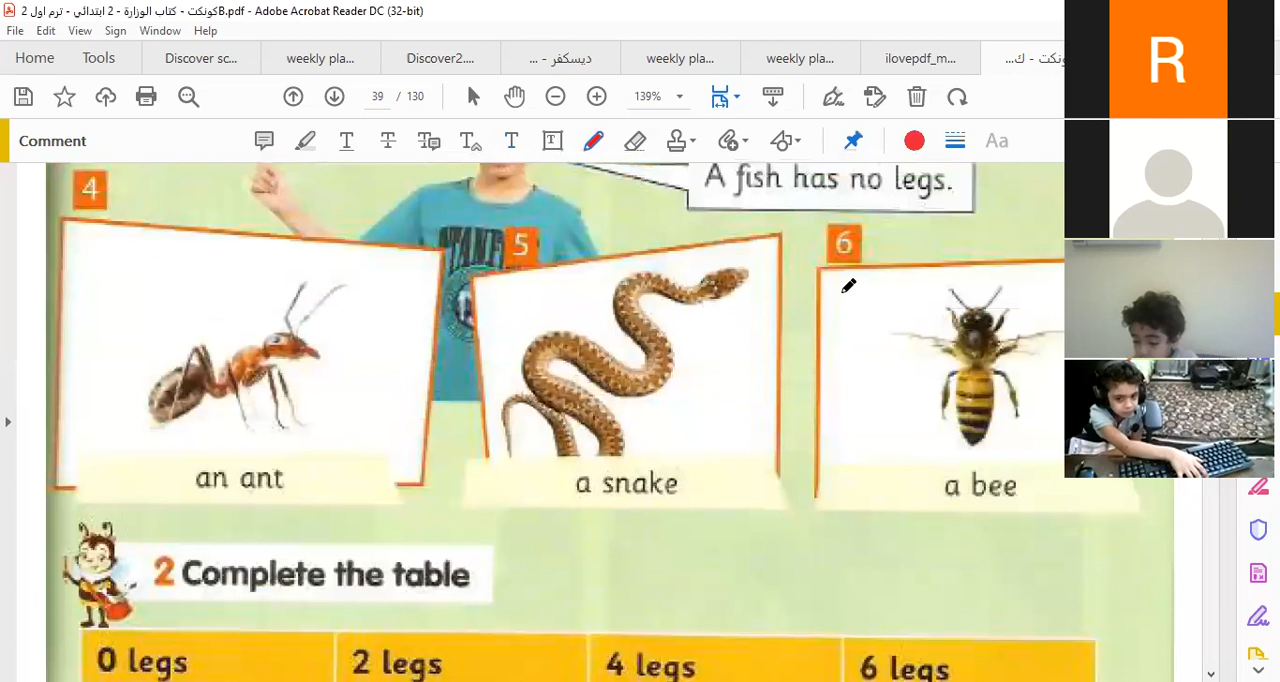 كونكت - كتاب الوزارة - 2 ابتدائي - ترم اول 2B.pdf - Adobe Acrobat Reader DC (32-bit)
File Edit View Sign Window Help
Home Tools Discover sc... weekly pla... Discover2.... ديسكفر - ... weekly pla... weekly pla... ilovepdf_m... ونكت - ك...
39 / 130 139% Aa
Comment
R
A fish has no legs.
4
5
6
an ant
a snake
a bee
2 Complete the table
0 legs 2 legs 4 legs 6 legs